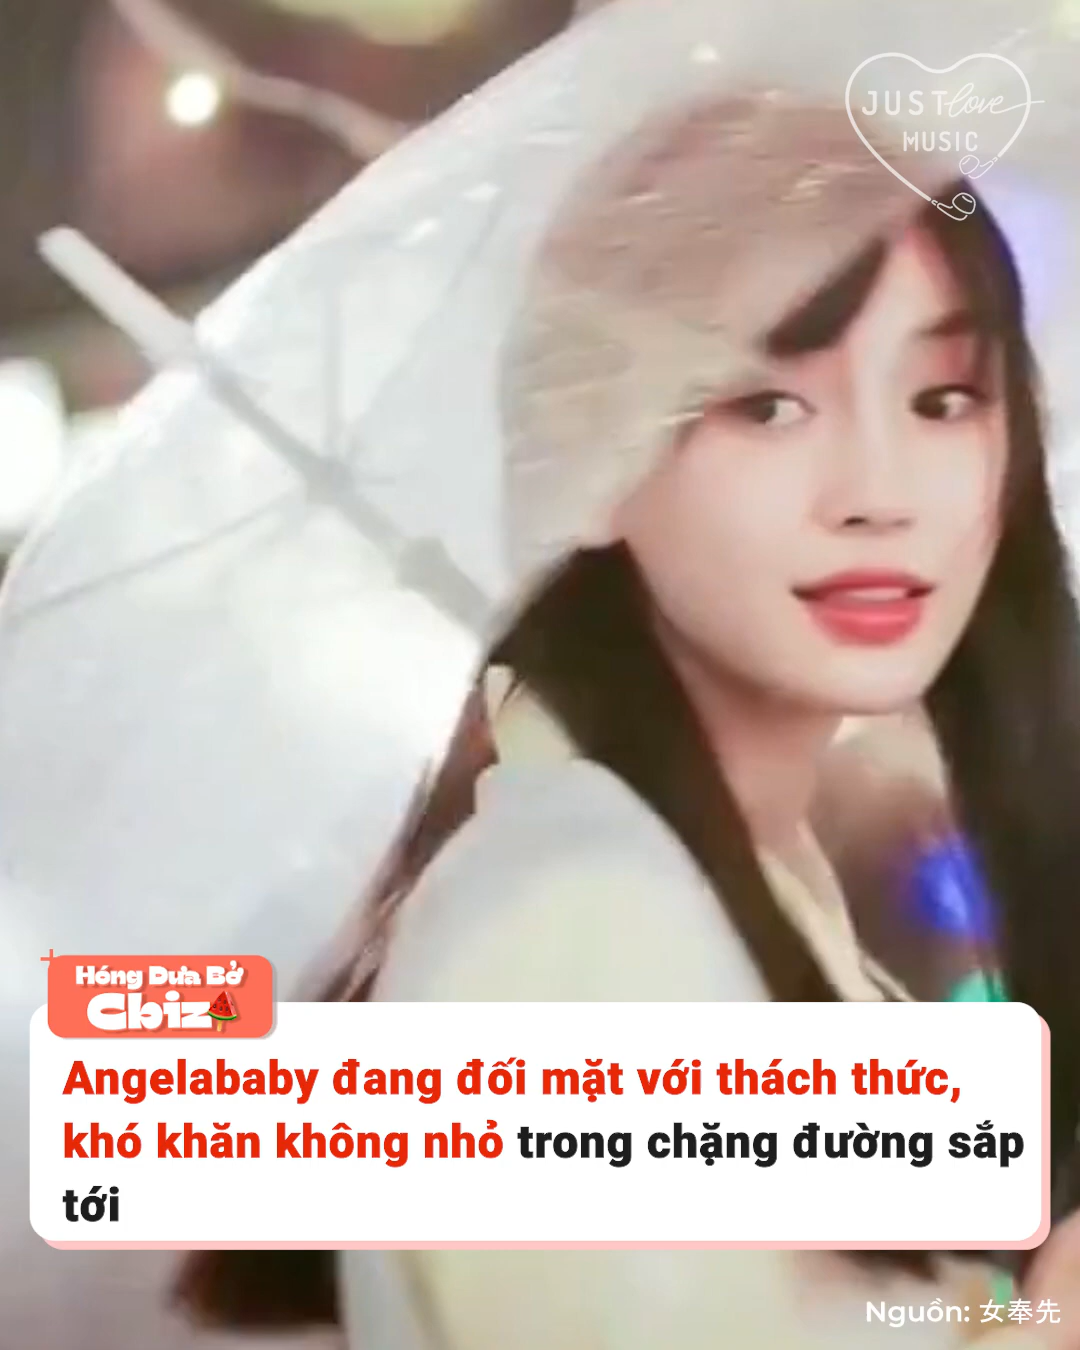 JUST love
MUSIC
Hóng Dưa Bở
Cbiz
Angelababy đang đối mặt với thách thức,
khó khăn không nhỏ trong chặng đường sắp
tới
Nguồn: 女奉先